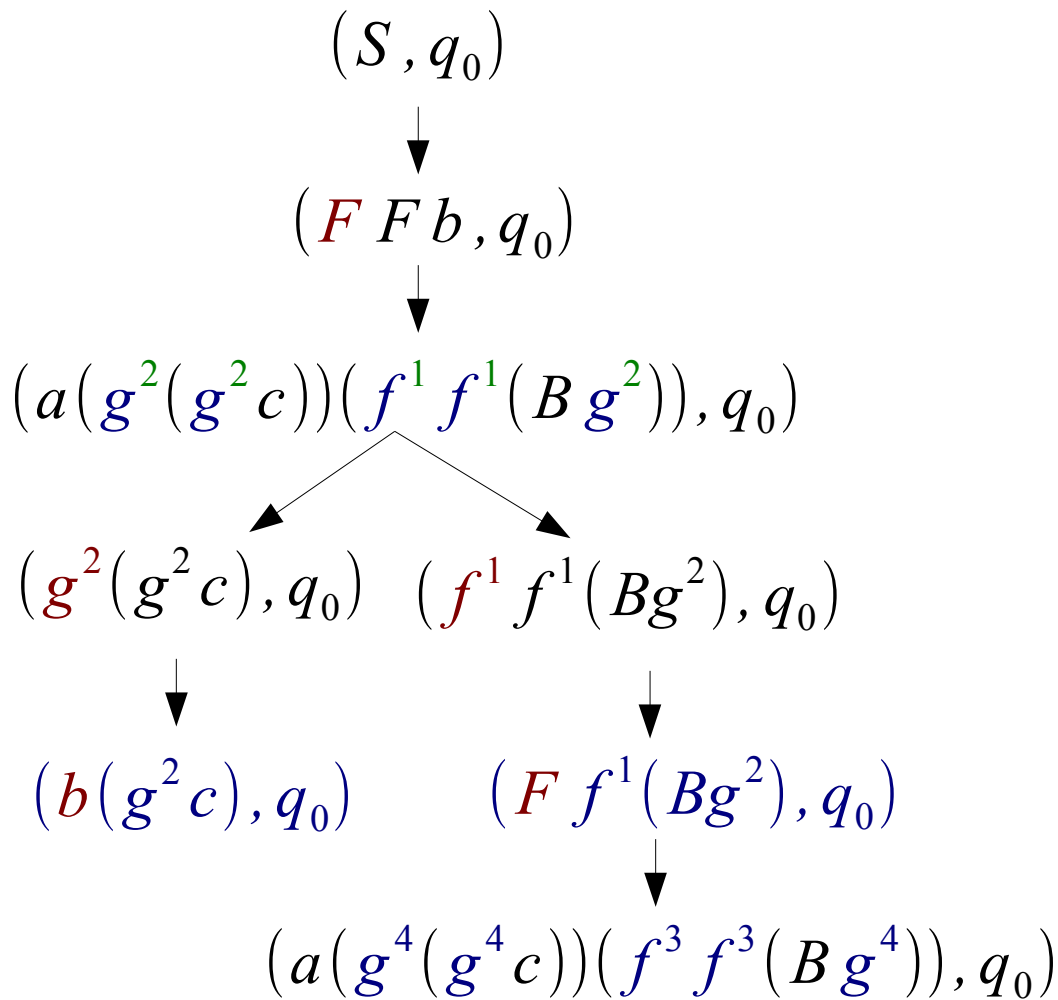 (S, q₀)
(F F b, q₀)
(a(g²(g² c))(f¹ f¹(B g²)), q₀)
(g²(g² c), q₀) (f¹ f¹(Bg²), q₀)
(b(g² c), q₀) (F f¹(Bg²), q₀)
(a(g⁴(g⁴ c))(f³ f³(B g⁴)), q₀)